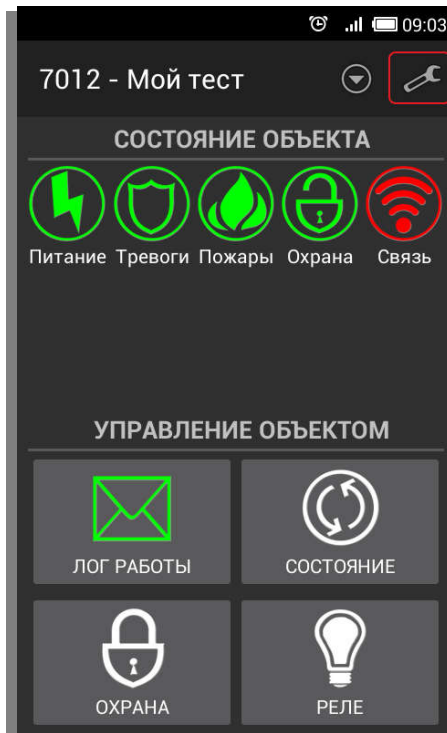 09:03
7012 - Мой тест
СОСТОЯНИЕ ОБЪЕКТА
Питание Тревоги Пожары Охрана Связь
УПРАВЛЕНИЕ ОБЪЕКТОМ
ЛОГ РАБОТЫ СОСТОЯНИЕ
ОХРАНА РЕЛЕ